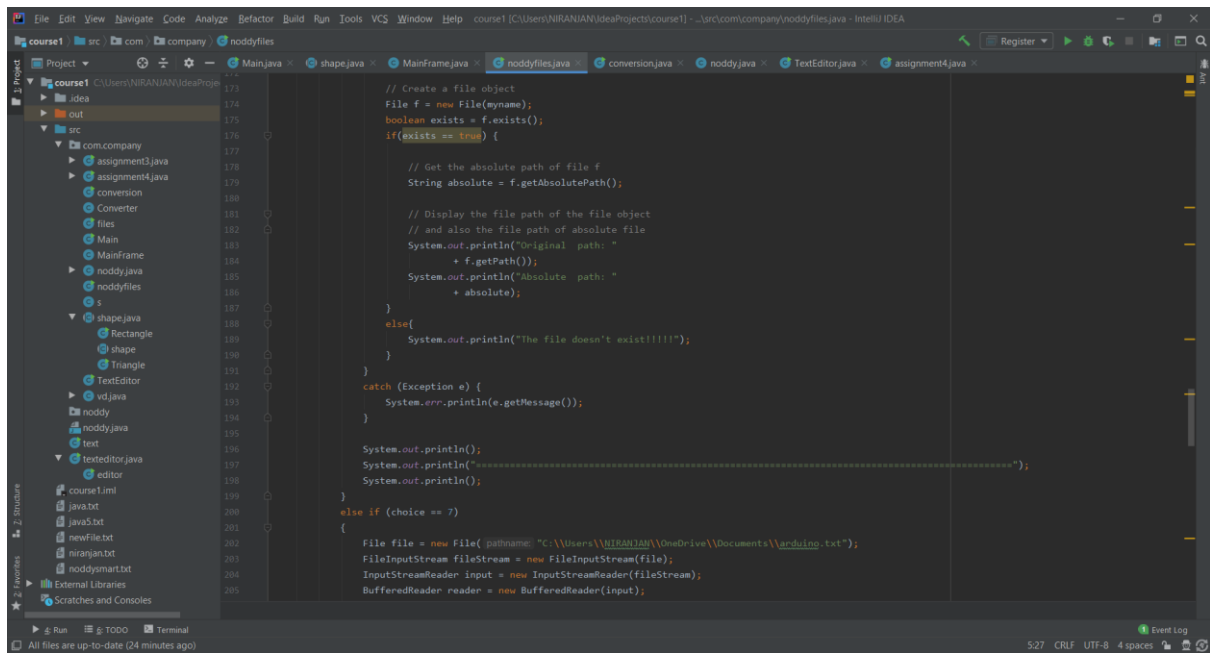 File Edit View Navigate Code Analyze Refactor Build Run Tools VCS Window Help course1 [C:\Users\NIRANJAN\IdeaProjects\course1] - ...\src\com\company\noddyfiles.java - IntelliJ IDEA
course1 src com company noddyfiles Register
Project Main.java shape.java MainFrame.java noddyfiles.java conversion.java noddy.java TextEditor.java assignment4.java
1: Project
Ant
course1 C:\Users\NIRANJAN\IdeaProje
.idea
out
src
com.company
assignment3.java
assignment4.java
conversion
Converter
files
Main
MainFrame
noddy.java
noddyfiles
s
shape.java
Rectangle
shape
Triangle
TextEditor
vd.java
noddy
noddy.java
text
texteditor.java
editor
course1.iml
java.txt
java5.txt
newFile.txt
niranjan.txt
noddysmart.txt
External Libraries
Scratches and Consoles
2: Structure
2: Favorites
173 // Create a file object
174 File f = new File(myname);
175 boolean exists = f.exists();
176 if(exists == true) {
177
178 // Get the absolute path of file f
179 String absolute = f.getAbsolutePath();
180
181 // Display the file path of the file object
182 // and also the file path of absolute file
183 System.out.println("Original  path: "
184 + f.getPath());
185 System.out.println("Absolute  path: "
186 + absolute);
187 }
188 else{
189 System.out.println("The file doesn't exist!!!!!");
190 }
191 }
192 catch (Exception e) {
193 System.err.println(e.getMessage());
194 }
195
196 System.out.println();
197 System.out.println("==========================================================================================");
198 System.out.println();
199 }
200 else if (choice == 7)
201 {
202 File file = new File( pathname: "C:\\Users\\NIRANJAN\\OneDrive\\Documents\\arduino.txt");
203 FileInputStream fileStream = new FileInputStream(file);
204 InputStreamReader input = new InputStreamReader(fileStream);
205 BufferedReader reader = new BufferedReader(input);
4: Run 6: TODO Terminal 1 Event Log
All files are up-to-date (24 minutes ago) 5:27 CRLF UTF-8 4 spaces